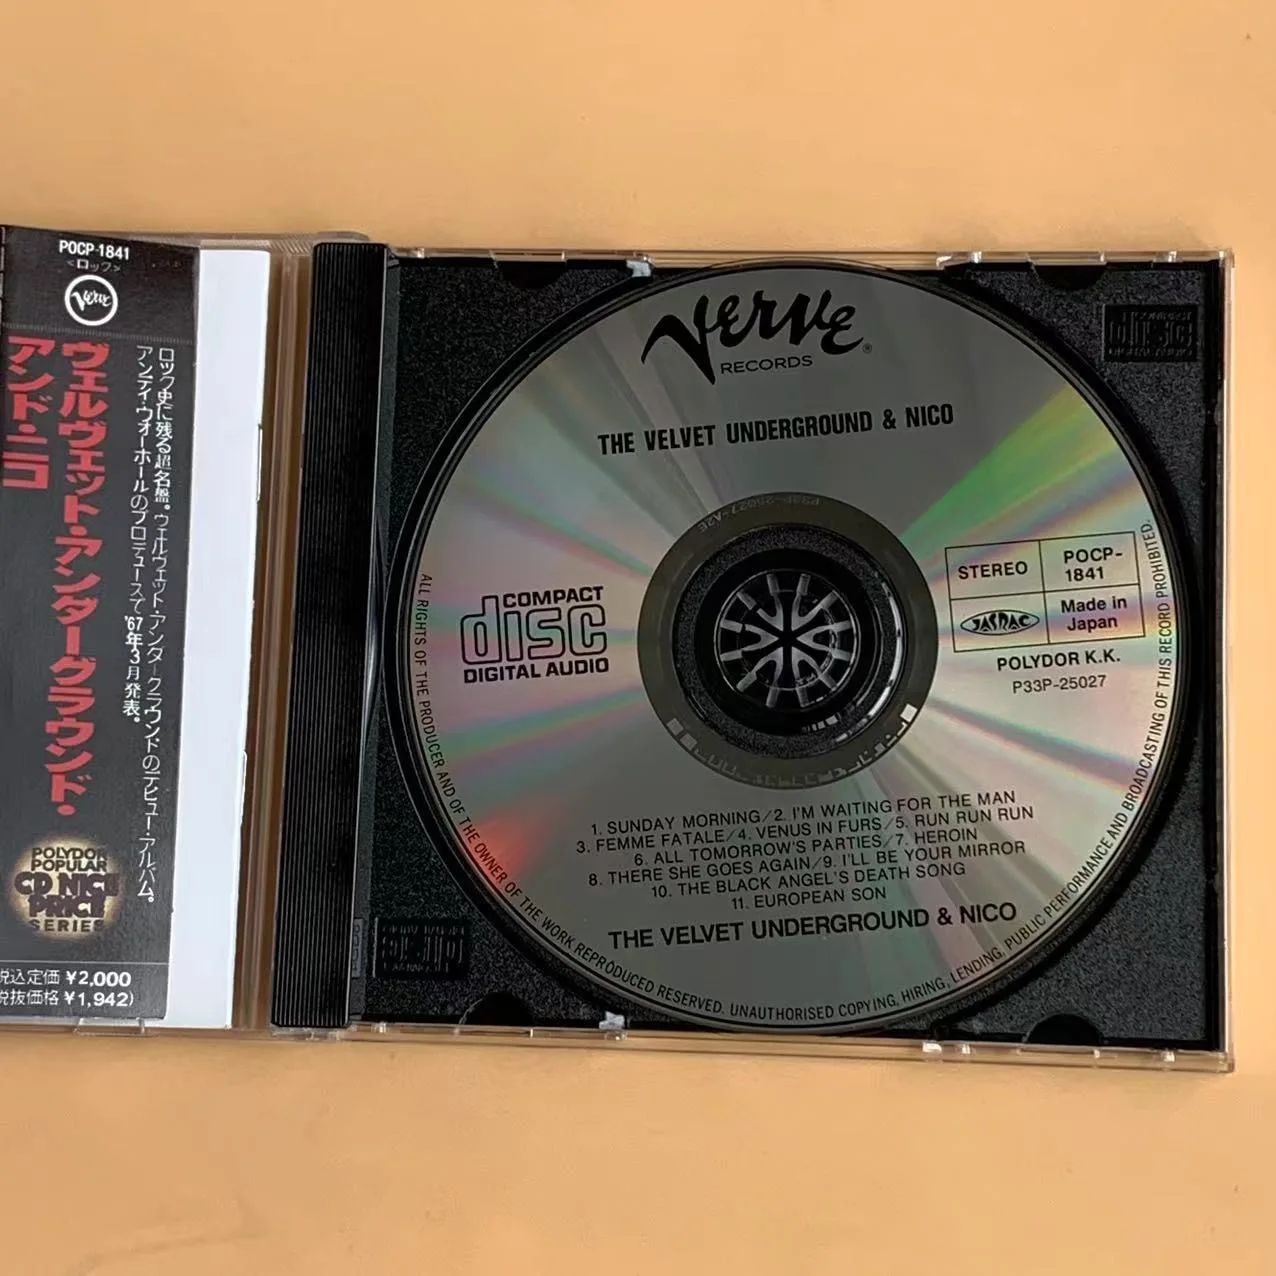 POCP-1841
<ロック>
Verve
ヴェルヴェット・アンダーグラウンド・
アンド・ニコ
ロック史に残る超名盤。ヴェルヴェット・アンダーグラウンドのデビュー・アルバム。
アンディ・ウォーホールのプロデュースで'67年3月発表。
POLYDOR
POPULAR
CD NICE
PRICE
SERIES
税込定価 ¥2,000
税抜価格 ¥1,942)
VERVE
RECORDS
THE VELVET UNDERGROUND & NICO
P33P-25027-A2E
COMPACT
disc
DIGITAL AUDIO
STEREO
POCP-
1841
JASRAC
Made in
Japan
POLYDOR K.K.
P33P-25027
1. SUNDAY MORNING/2. I'M WAITING FOR THE MAN
3. FEMME FATALE/4. VENUS IN FURS/5. RUN RUN RUN
6. ALL TOMORROW'S PARTIES/7. HEROIN
8. THERE SHE GOES AGAIN/9. I'LL BE YOUR MIRROR
10. THE BLACK ANGEL'S DEATH SONG
11. EUROPEAN SON
THE VELVET UNDERGROUND & NICO
ALL RIGHTS OF THE PRODUCER AND OF THE OWNER OF THE WORK REPRODUCED RESERVED. UNAUTHORISED COPYING, HIRING, LENDING, PUBLIC PERFORMANCE AND BROADCASTING OF THIS RECORD PROHIBITED.
COMPACT
disc
DIGITAL AUDIO